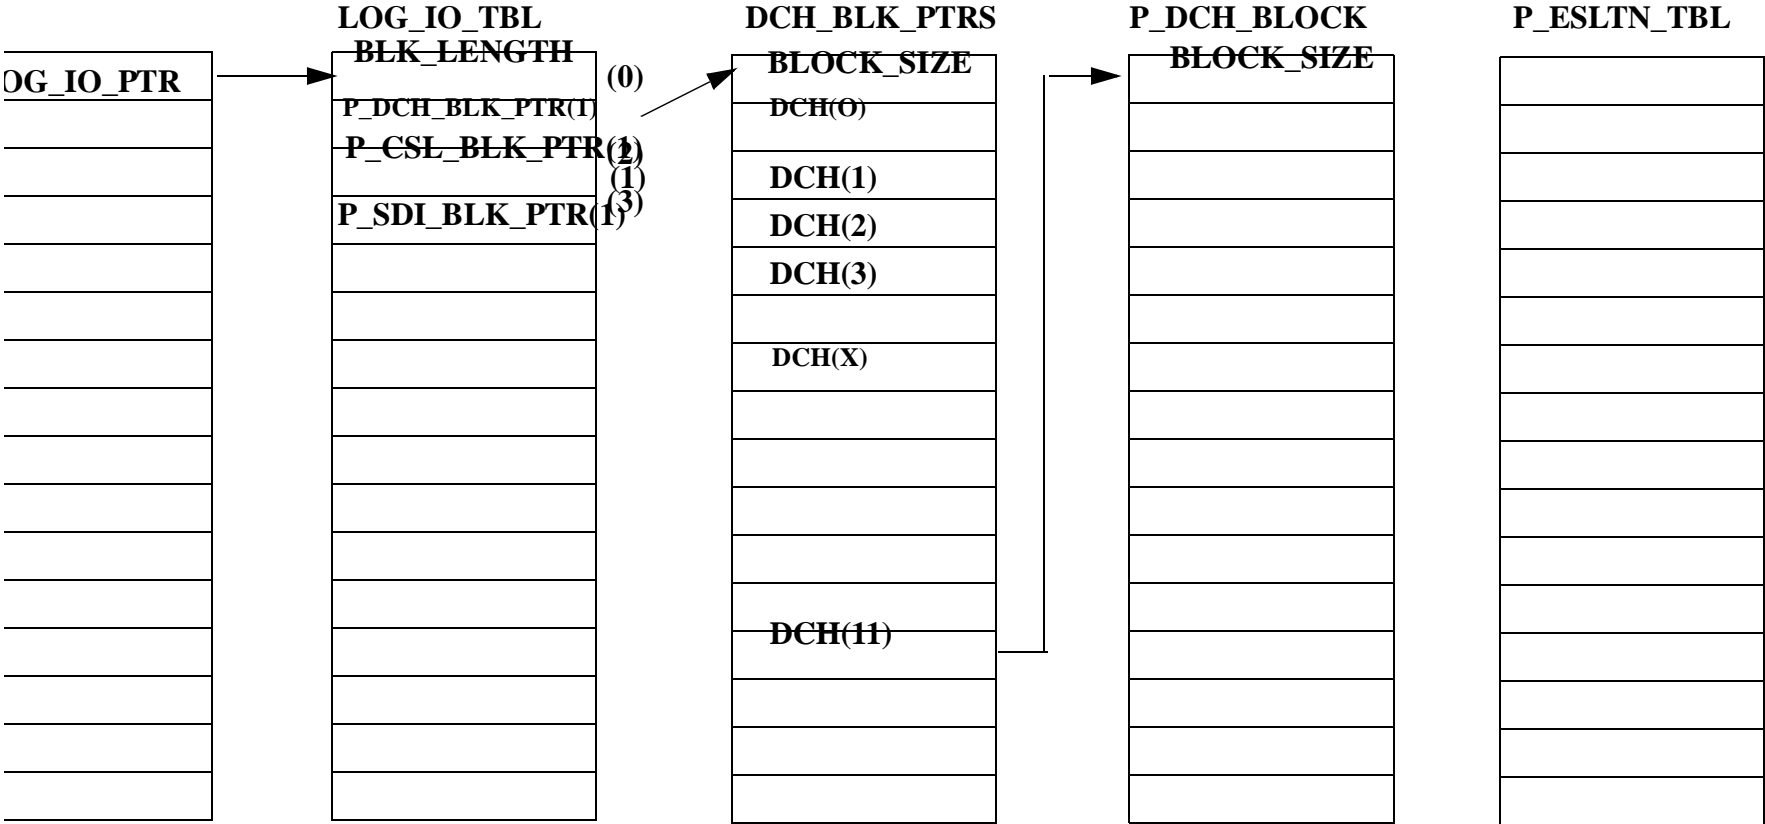 LOG_IO_TBL
DCH_BLK_PTRS
P_DCH_BLOCK
P_ESLTN_TBL
OG_IO_PTR
BLK_LENGTH
(0)
P_DCH_BLK_PTR(1)
P_CSL_BLK_PTR(1)
(2)
(1)
(3)
P_SDI_BLK_PTR(1)
BLOCK_SIZE
DCH(O)
DCH(1)
DCH(2)
DCH(3)
DCH(X)
DCH(11)
BLOCK_SIZE